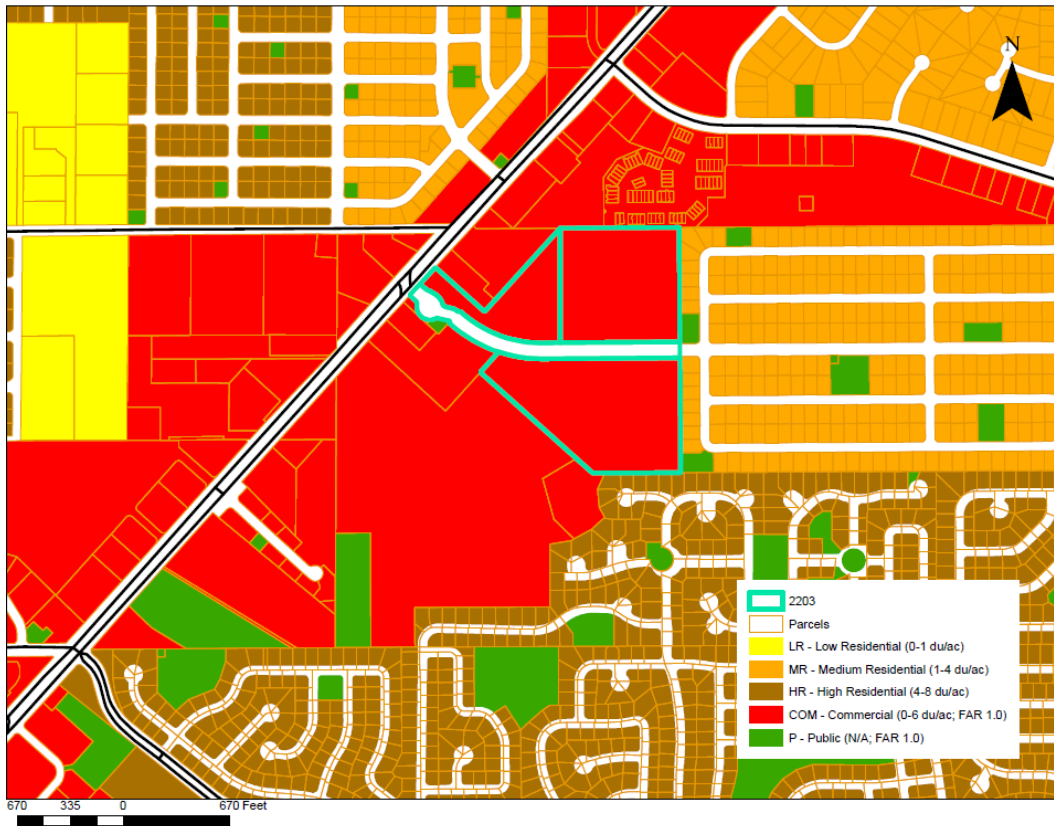 N
2203
Parcels
LR - Low Residential (0-1 du/ac)
MR - Medium Residential (1-4 du/ac)
HR - High Residential (4-8 du/ac)
COM - Commercial (0-6 du/ac; FAR 1.0)
P - Public (N/A; FAR 1.0)
670 335 0 670 Feet